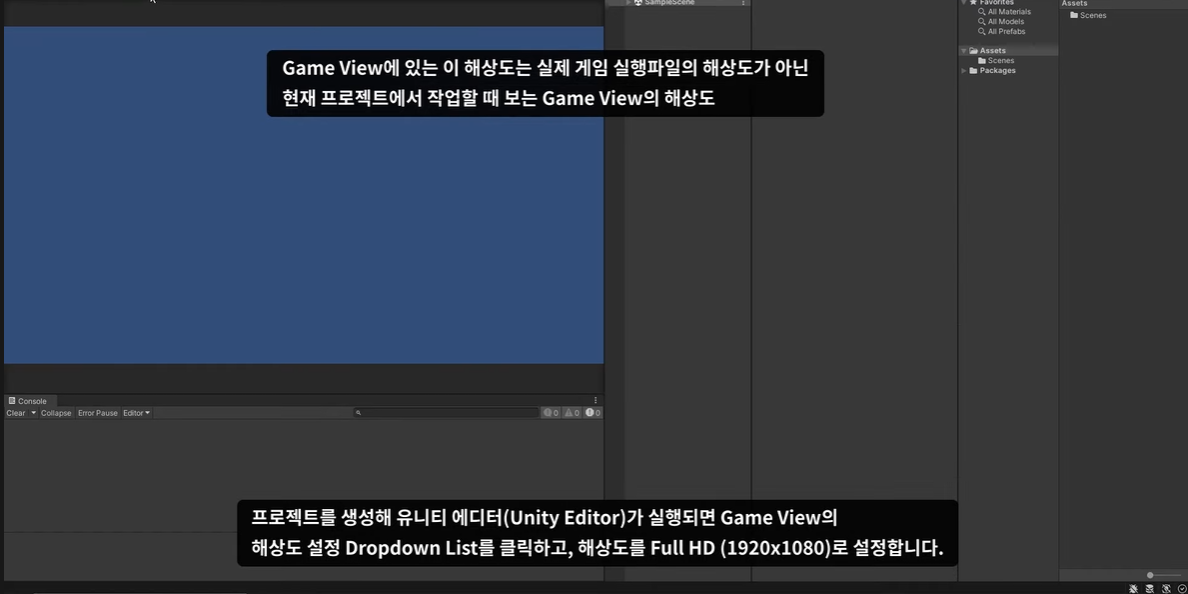 SampleScene
Favorites
All Materials
All Models
All Prefabs
Assets
Scenes
Packages
Assets
Scenes
Game View에 있는 이 해상도는 실제 게임 실행파일의 해상도가 아닌
현재 프로젝트에서 작업할 때 보는 Game View의 해상도
Console
Clear Collapse Error Pause Editor 0 0 0
프로젝트를 생성해 유니티 에디터(Unity Editor)가 실행되면 Game View의
해상도 설정 Dropdown List를 클릭하고, 해상도를 Full HD (1920x1080)로 설정합니다.